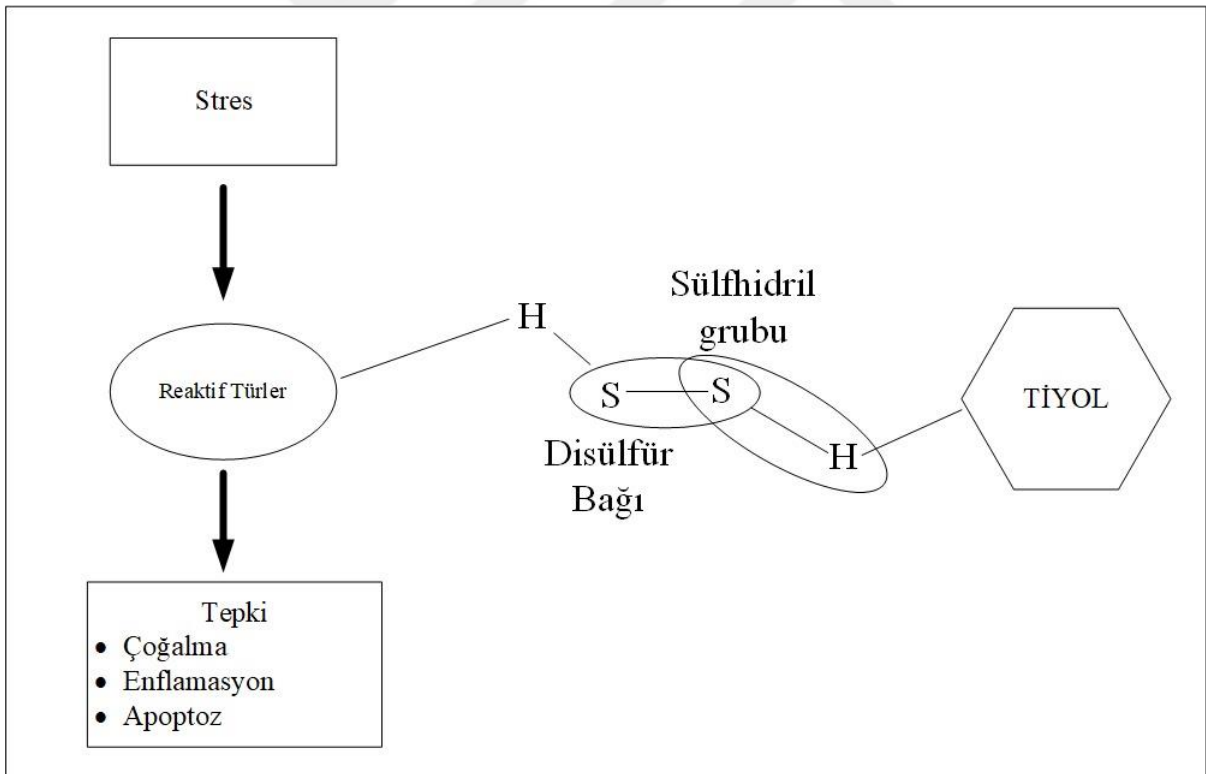 Stres
Sülfhidril
grubu
H
Reaktif Türler
S
S
TİYOL
Disülfür
Bağı
H
Tepki
• Çoğalma
• Enflamasyon
• Apoptoz